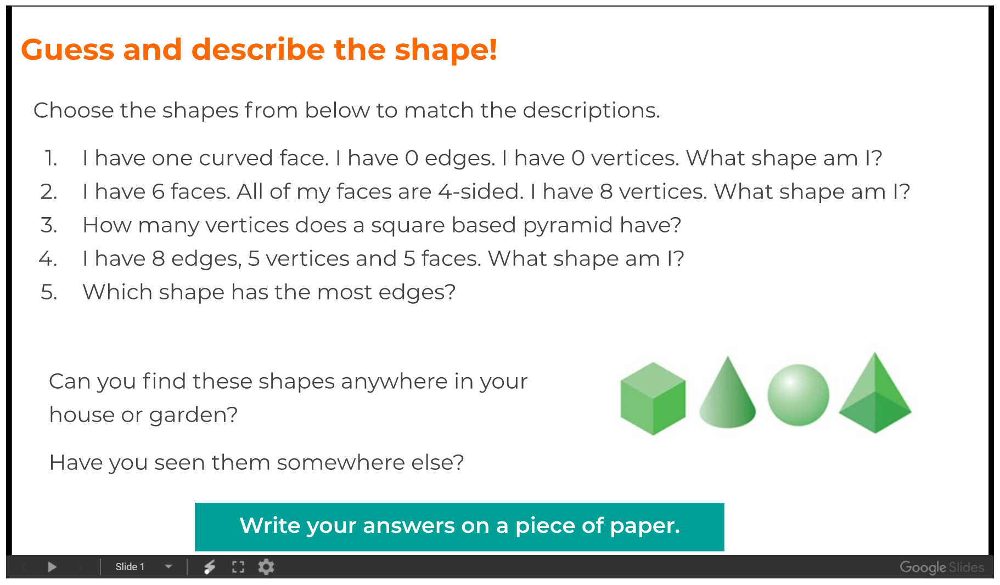 Guess and describe the shape!
Choose the shapes from below to match the descriptions.
1. I have one curved face. I have 0 edges. I have 0 vertices. What shape am I?
2. I have 6 faces. All of my faces are 4-sided. I have 8 vertices. What shape am I?
3. How many vertices does a square based pyramid have?
4. I have 8 edges, 5 vertices and 5 faces. What shape am I?
5. Which shape has the most edges?
Can you find these shapes anywhere in your
house or garden?
Have you seen them somewhere else?
Write your answers on a piece of paper.
Slide 1
Google Slides